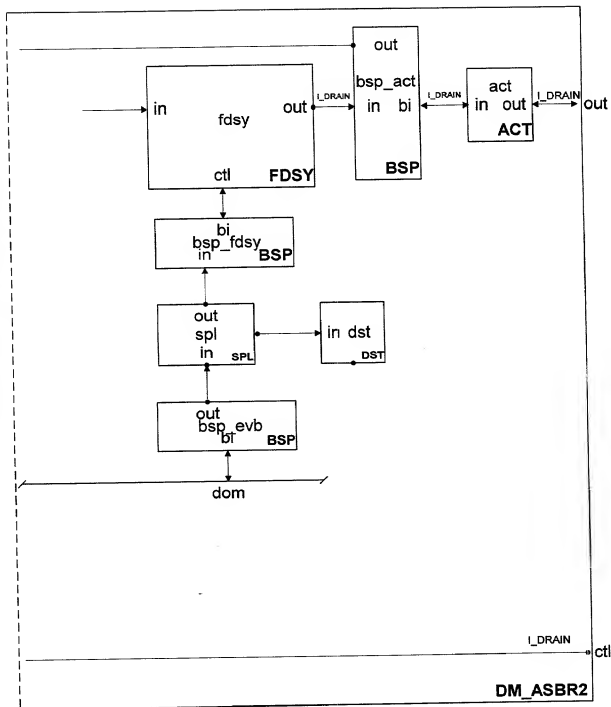 out
bsp_act
in bi
BSP
in
fdsy
out
ctl
FDSY
I_DRAIN
I_DRAIN
act
in out
ACT
I_DRAIN
out
bi
bsp_fdsy
in
BSP
out
spl
in
SPL
in dst
DST
out
bsp_evb
bi
BSP
dom
I_DRAIN
ctl
DM_ASBR2